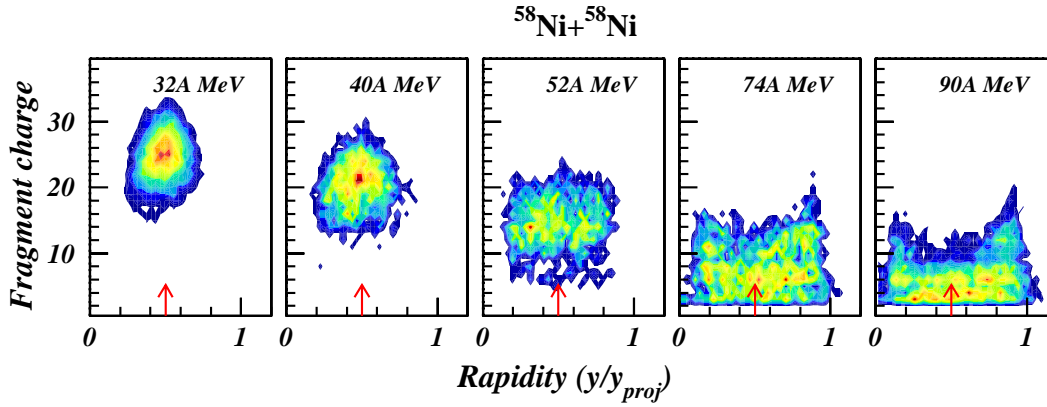 ⁵⁸Ni+⁵⁸Ni
32A MeV
40A MeV
52A MeV
74A MeV
90A MeV
Fragment charge
30
20
10
0 1 0 1 0 1 0 1 0 1
Rapidity (y/y_proj)